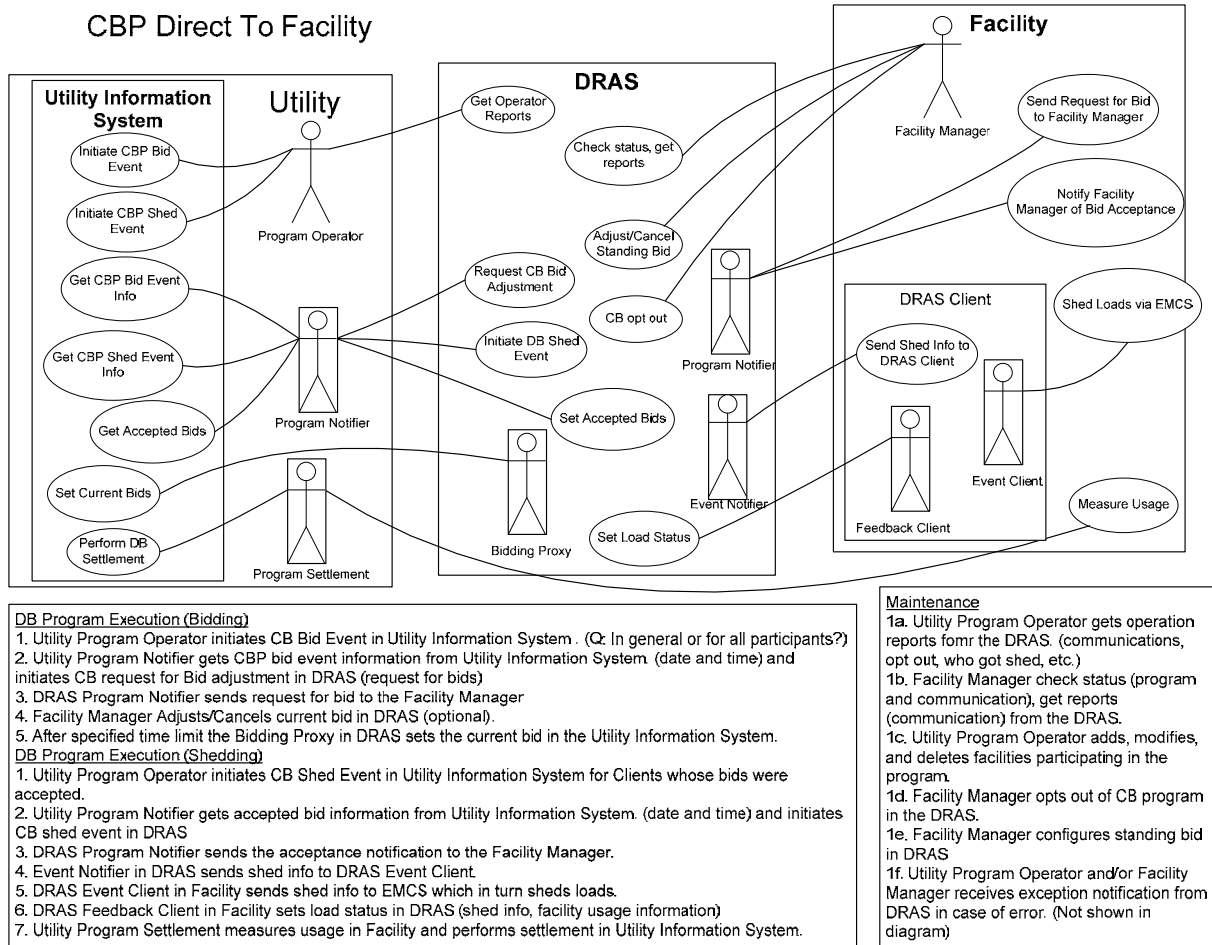 CBP Direct To Facility
Utility Information
System
Utility
Initiate CBP Bid
Event
Initiate CBP Shed
Event
Get CBP Bid Event
Info
Get CBP Shed Event
Info
Get Accepted Bids
Set Current Bids
Perform DB
Settlement
Program Operator
Program Notifier
Program Settlement
DRAS
Get Operator
Reports
Check status, get
reports
Adjust/Cancel
Standing Bid
Request CB Bid
Adjustment
CB opt out
Initiate DB Shed
Event
Set Accepted Bids
Program Notifier
Event Notifier
Bidding Proxy
Set Load Status
Facility
Facility Manager
Send Request for Bid
to Facility Manager
Notify Facility
Manager of Bid Acceptance
DRAS Client
Shed Loads via EMCS
Send Shed Info to
DRAS Client
Event Client
Feedback Client
Measure Usage
DB Program Execution (Bidding)
1. Utility Program Operator initiates CB Bid Event in Utility Information System . (Q: In general or for all participants?)
2. Utility Program Notifier gets CBP bid event information from Utility Information System. (date and time) and
initiates CB request for Bid adjustment in DRAS (request for bids)
3. DRAS Program Notifier sends request for bid to the Facility Manager
4. Facility Manager Adjusts/Cancels current bid in DRAS (optional).
5. After specified time limit the Bidding Proxy in DRAS sets the current bid in the Utility Information System.
DB Program Execution (Shedding)
1. Utility Program Operator initiates CB Shed Event in Utility Information System for Clients whose bids were
accepted.
2. Utility Program Notifier gets accepted bid information from Utility Information System. (date and time) and initiates
CB shed event in DRAS
3. DRAS Program Notifier sends the acceptance notification to the Facility Manager.
4. Event Notifier in DRAS sends shed info to DRAS Event Client.
5. DRAS Event Client in Facility sends shed info to EMCS which in turn sheds loads.
6. DRAS Feedback Client in Facility sets load status in DRAS (shed info, facility usage information)
7. Utility Program Settlement measures usage in Facility and performs settlement in Utility Information System.
Maintenance
1a. Utility Program Operator gets operation
reports fomr the DRAS. (communications,
opt out, who got shed, etc.)
1b. Facility Manager check status (program
and communication), get reports
(communication) from the DRAS.
1c. Utility Program Operator adds, modifies,
and deletes facilities participating in the
program.
1d. Facility Manager opts out of CB program
in the DRAS.
1e. Facility Manager configures standing bid
in DRAS
1f. Utility Program Operator and/or Facility
Manager receives exception notification from
DRAS in case of error. (Not shown in
diagram)